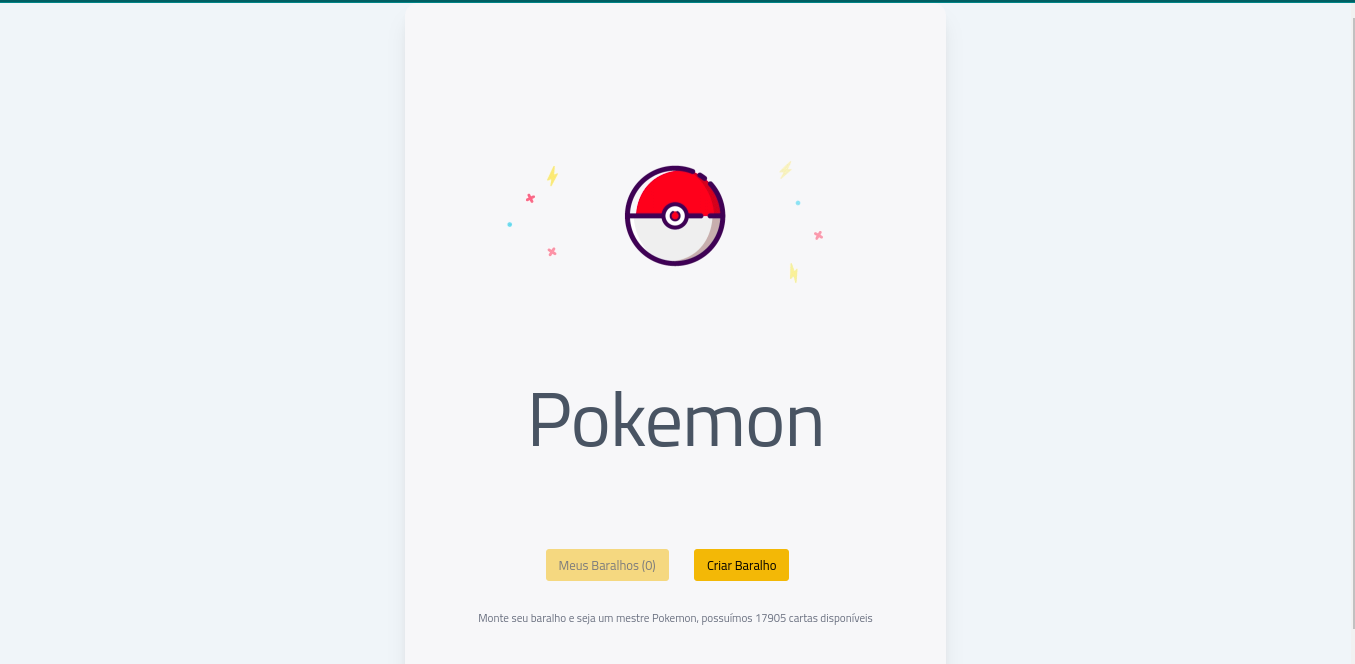 Pokemon
Meus Baralhos (0) Criar Baralho
Monte seu baralho e seja um mestre Pokemon, possuímos 17905 cartas disponíveis